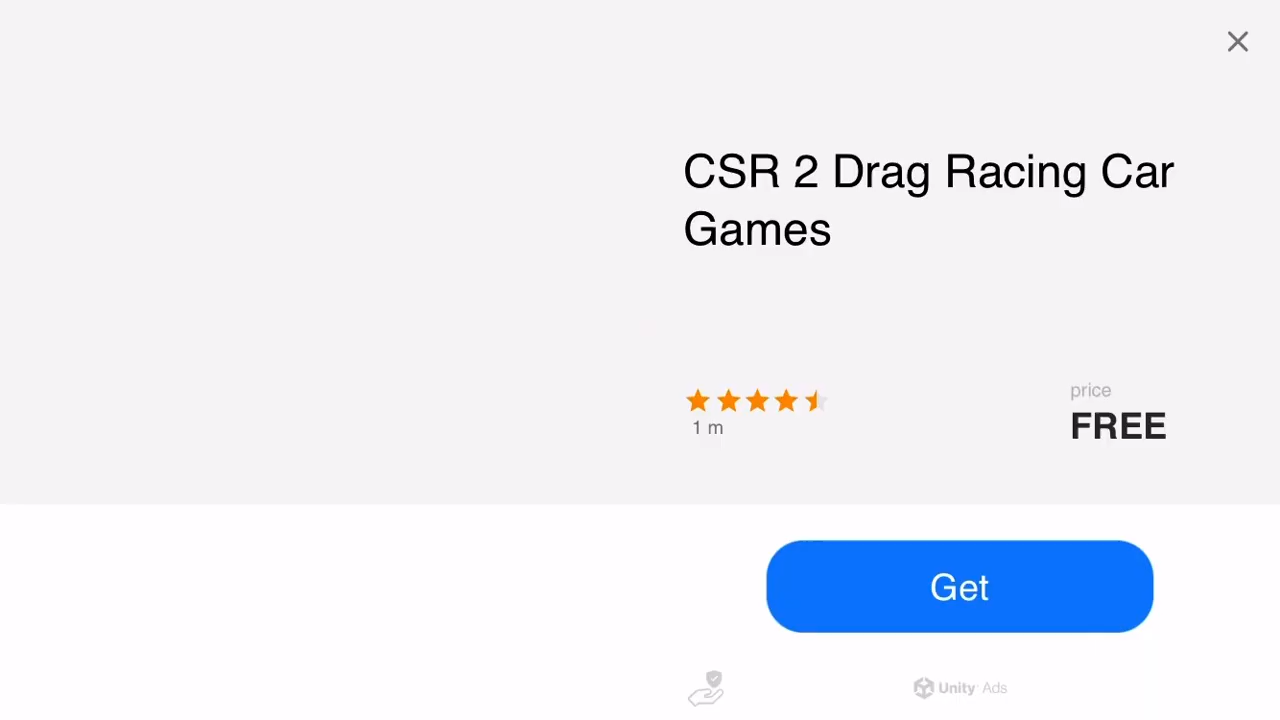 CSR 2 Drag Racing Car
Games
1 m
price
FREE
Get
Unity Ads